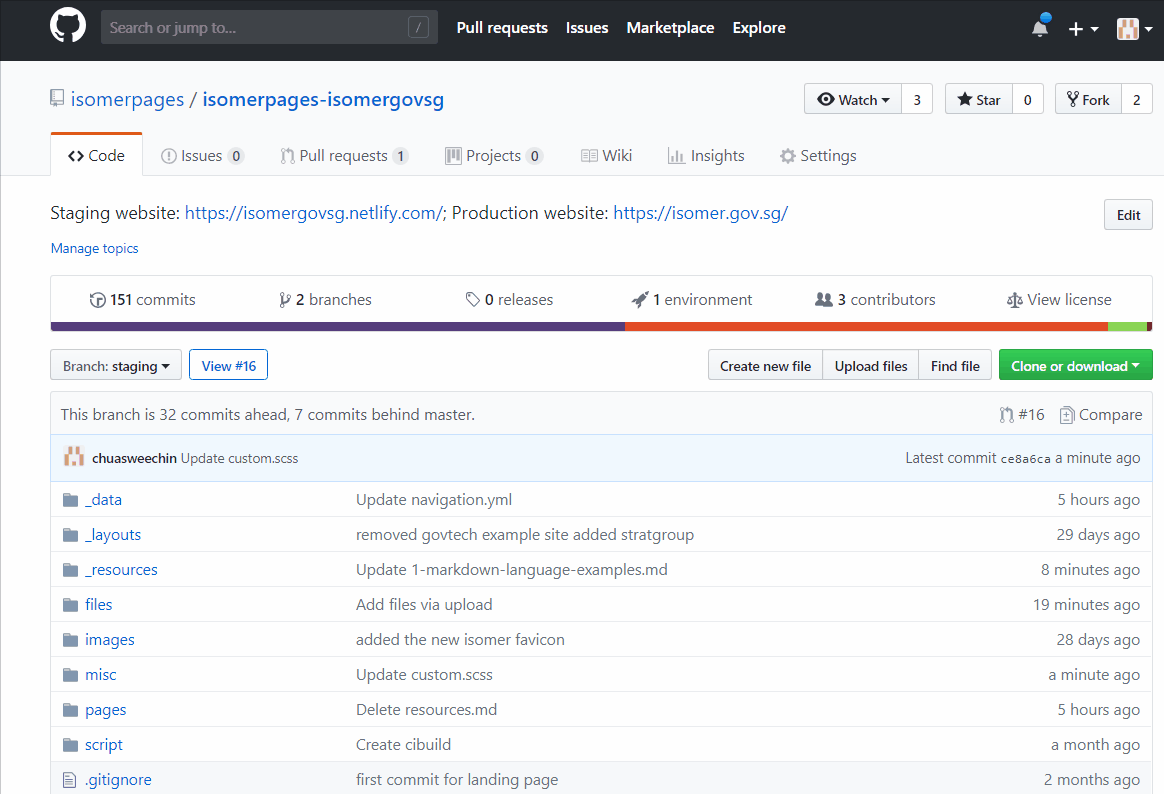 Search or jump to... / Pull requests Issues Marketplace Explore
isomerpages / isomerpages-isomergovsg Watch 3 Star 0 Fork 2
Code Issues 0 Pull requests 1 Projects 0 Wiki Insights Settings
Staging website: https://isomergovsg.netlify.com/; Production website: https://isomer.gov.sg/ Edit
Manage topics
151 commits 2 branches 0 releases 1 environment 3 contributors View license
Branch: staging View #16 Create new file Upload files Find file Clone or download
This branch is 32 commits ahead, 7 commits behind master. #16 Compare
chuasweechin Update custom.scss Latest commit ce8a6ca a minute ago
_data Update navigation.yml 5 hours ago
_layouts removed govtech example site added stratgroup 29 days ago
_resources Update 1-markdown-language-examples.md 8 minutes ago
files Add files via upload 19 minutes ago
images added the new isomer favicon 28 days ago
misc Update custom.scss a minute ago
pages Delete resources.md 5 hours ago
script Create cibuild a month ago
.gitignore first commit for landing page 2 months ago